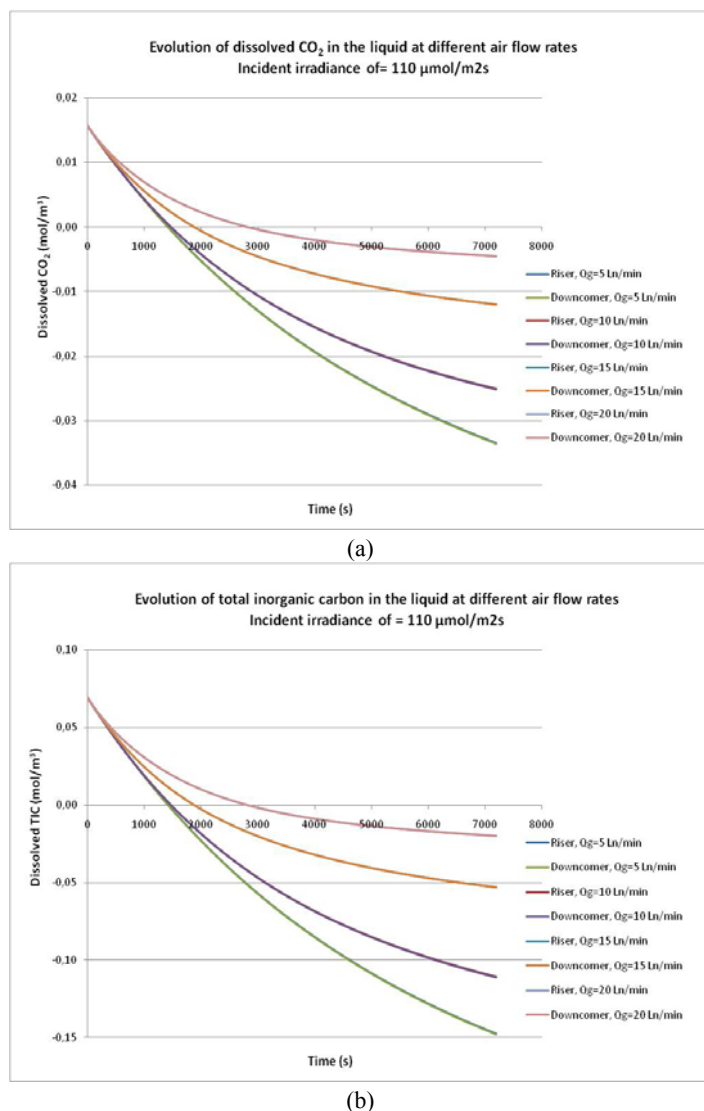 Evolution of dissolved CO₂ in the liquid at different air flow rates
Incident irradiance of= 110 µmol/m2s
0,02
0,01
0,00
-0,01
-0,02
-0,03
-0,04
0
1000
2000
3000
4000
5000
6000
7000
8000
Dissolved CO₂ (mol/m³)
Time (s)
Riser, Qg=5 Ln/min
Downcomer, Qg=5 Ln/min
Riser, Qg=10 Ln/min
Downcomer, Qg=10 Ln/min
Riser, Qg=15 Ln/min
Downcomer, Qg=15 Ln/min
Riser, Qg=20 Ln/min
Downcomer, Qg=20 Ln/min
(a)
Evolution of total inorganic carbon in the liquid at different air flow rates
Incident irradiance of = 110 µmol/m2s
0,10
0,05
0,00
-0,05
-0,10
-0,15
0
1000
2000
3000
4000
5000
6000
7000
8000
Dissolved TIC (mol/m³)
Time (s)
Riser, Qg=5 Ln/min
Downcomer, Qg=5 Ln/min
Riser, Qg=10 Ln/min
Downcomer, Qg=10 Ln/min
Riser, Qg=15 Ln/min
Downcomer, Qg=15 Ln/min
Riser, Qg=20 Ln/min
Downcomer, Qg=20 Ln/min
(b)